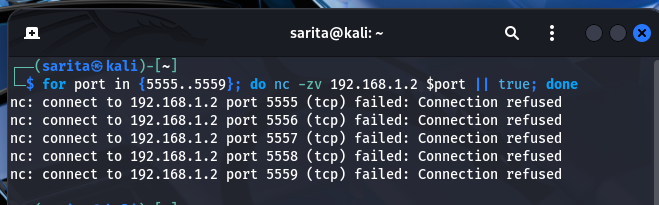 sarita@kali: ~
┌──(sarita㉿kali)-[~]
└─$ for port in {5555..5559}; do nc -zv 192.168.1.2 $port || true; done
nc: connect to 192.168.1.2 port 5555 (tcp) failed: Connection refused
nc: connect to 192.168.1.2 port 5556 (tcp) failed: Connection refused
nc: connect to 192.168.1.2 port 5557 (tcp) failed: Connection refused
nc: connect to 192.168.1.2 port 5558 (tcp) failed: Connection refused
nc: connect to 192.168.1.2 port 5559 (tcp) failed: Connection refused